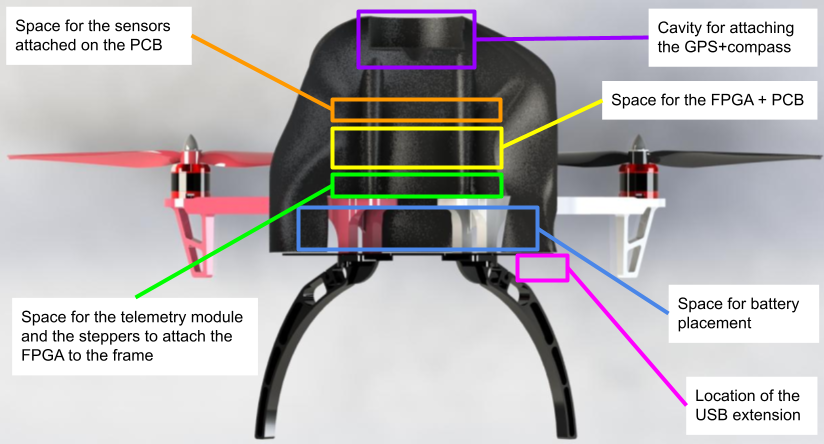 Space for the sensors
attached on the PCB
Cavity for attaching
the GPS+compass
Space for the FPGA + PCB
Space for the telemetry module
and the steppers to attach the
FPGA to the frame
Space for battery
placement
Location of the
USB extension